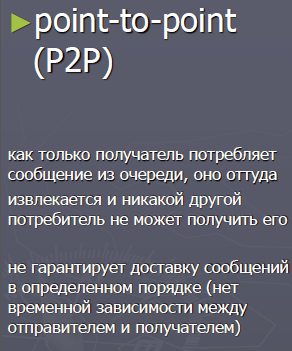 point-to-point
(P2P)
как только получатель потребляет
сообщение из очереди, оно оттуда
извлекается и никакой другой
потребитель не может получить его
не гарантирует доставку сообщений
в определенном порядке (нет
временной зависимости между
отправителем и получателем)